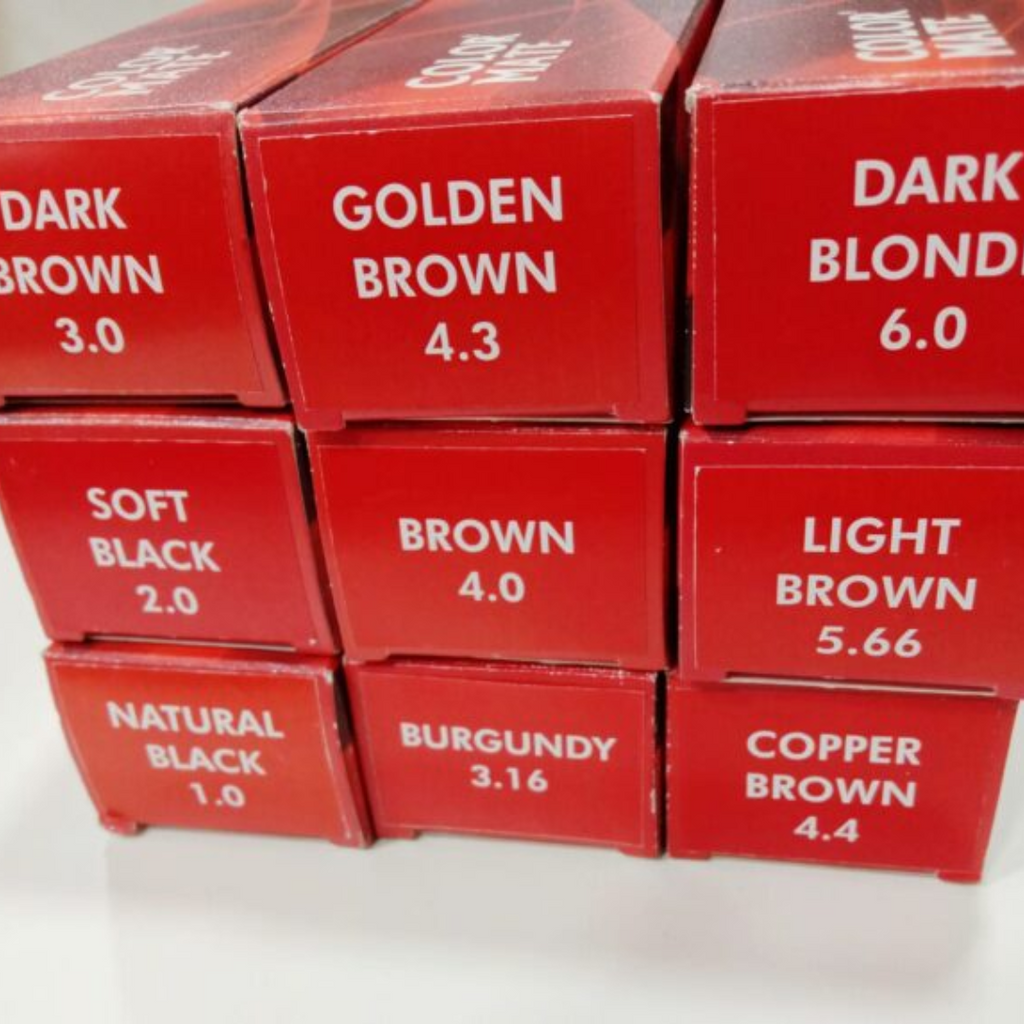 COLOR
MATE
COLOR
MATE
COLOR
MATE
DARK
BROWN
3.0
GOLDEN
BROWN
4.3
DARK
BLOND
6.0
SOFT
BLACK
2.0
BROWN
4.0
LIGHT
BROWN
5.66
NATURAL
BLACK
1.0
BURGUNDY
3.16
COPPER
BROWN
4.4